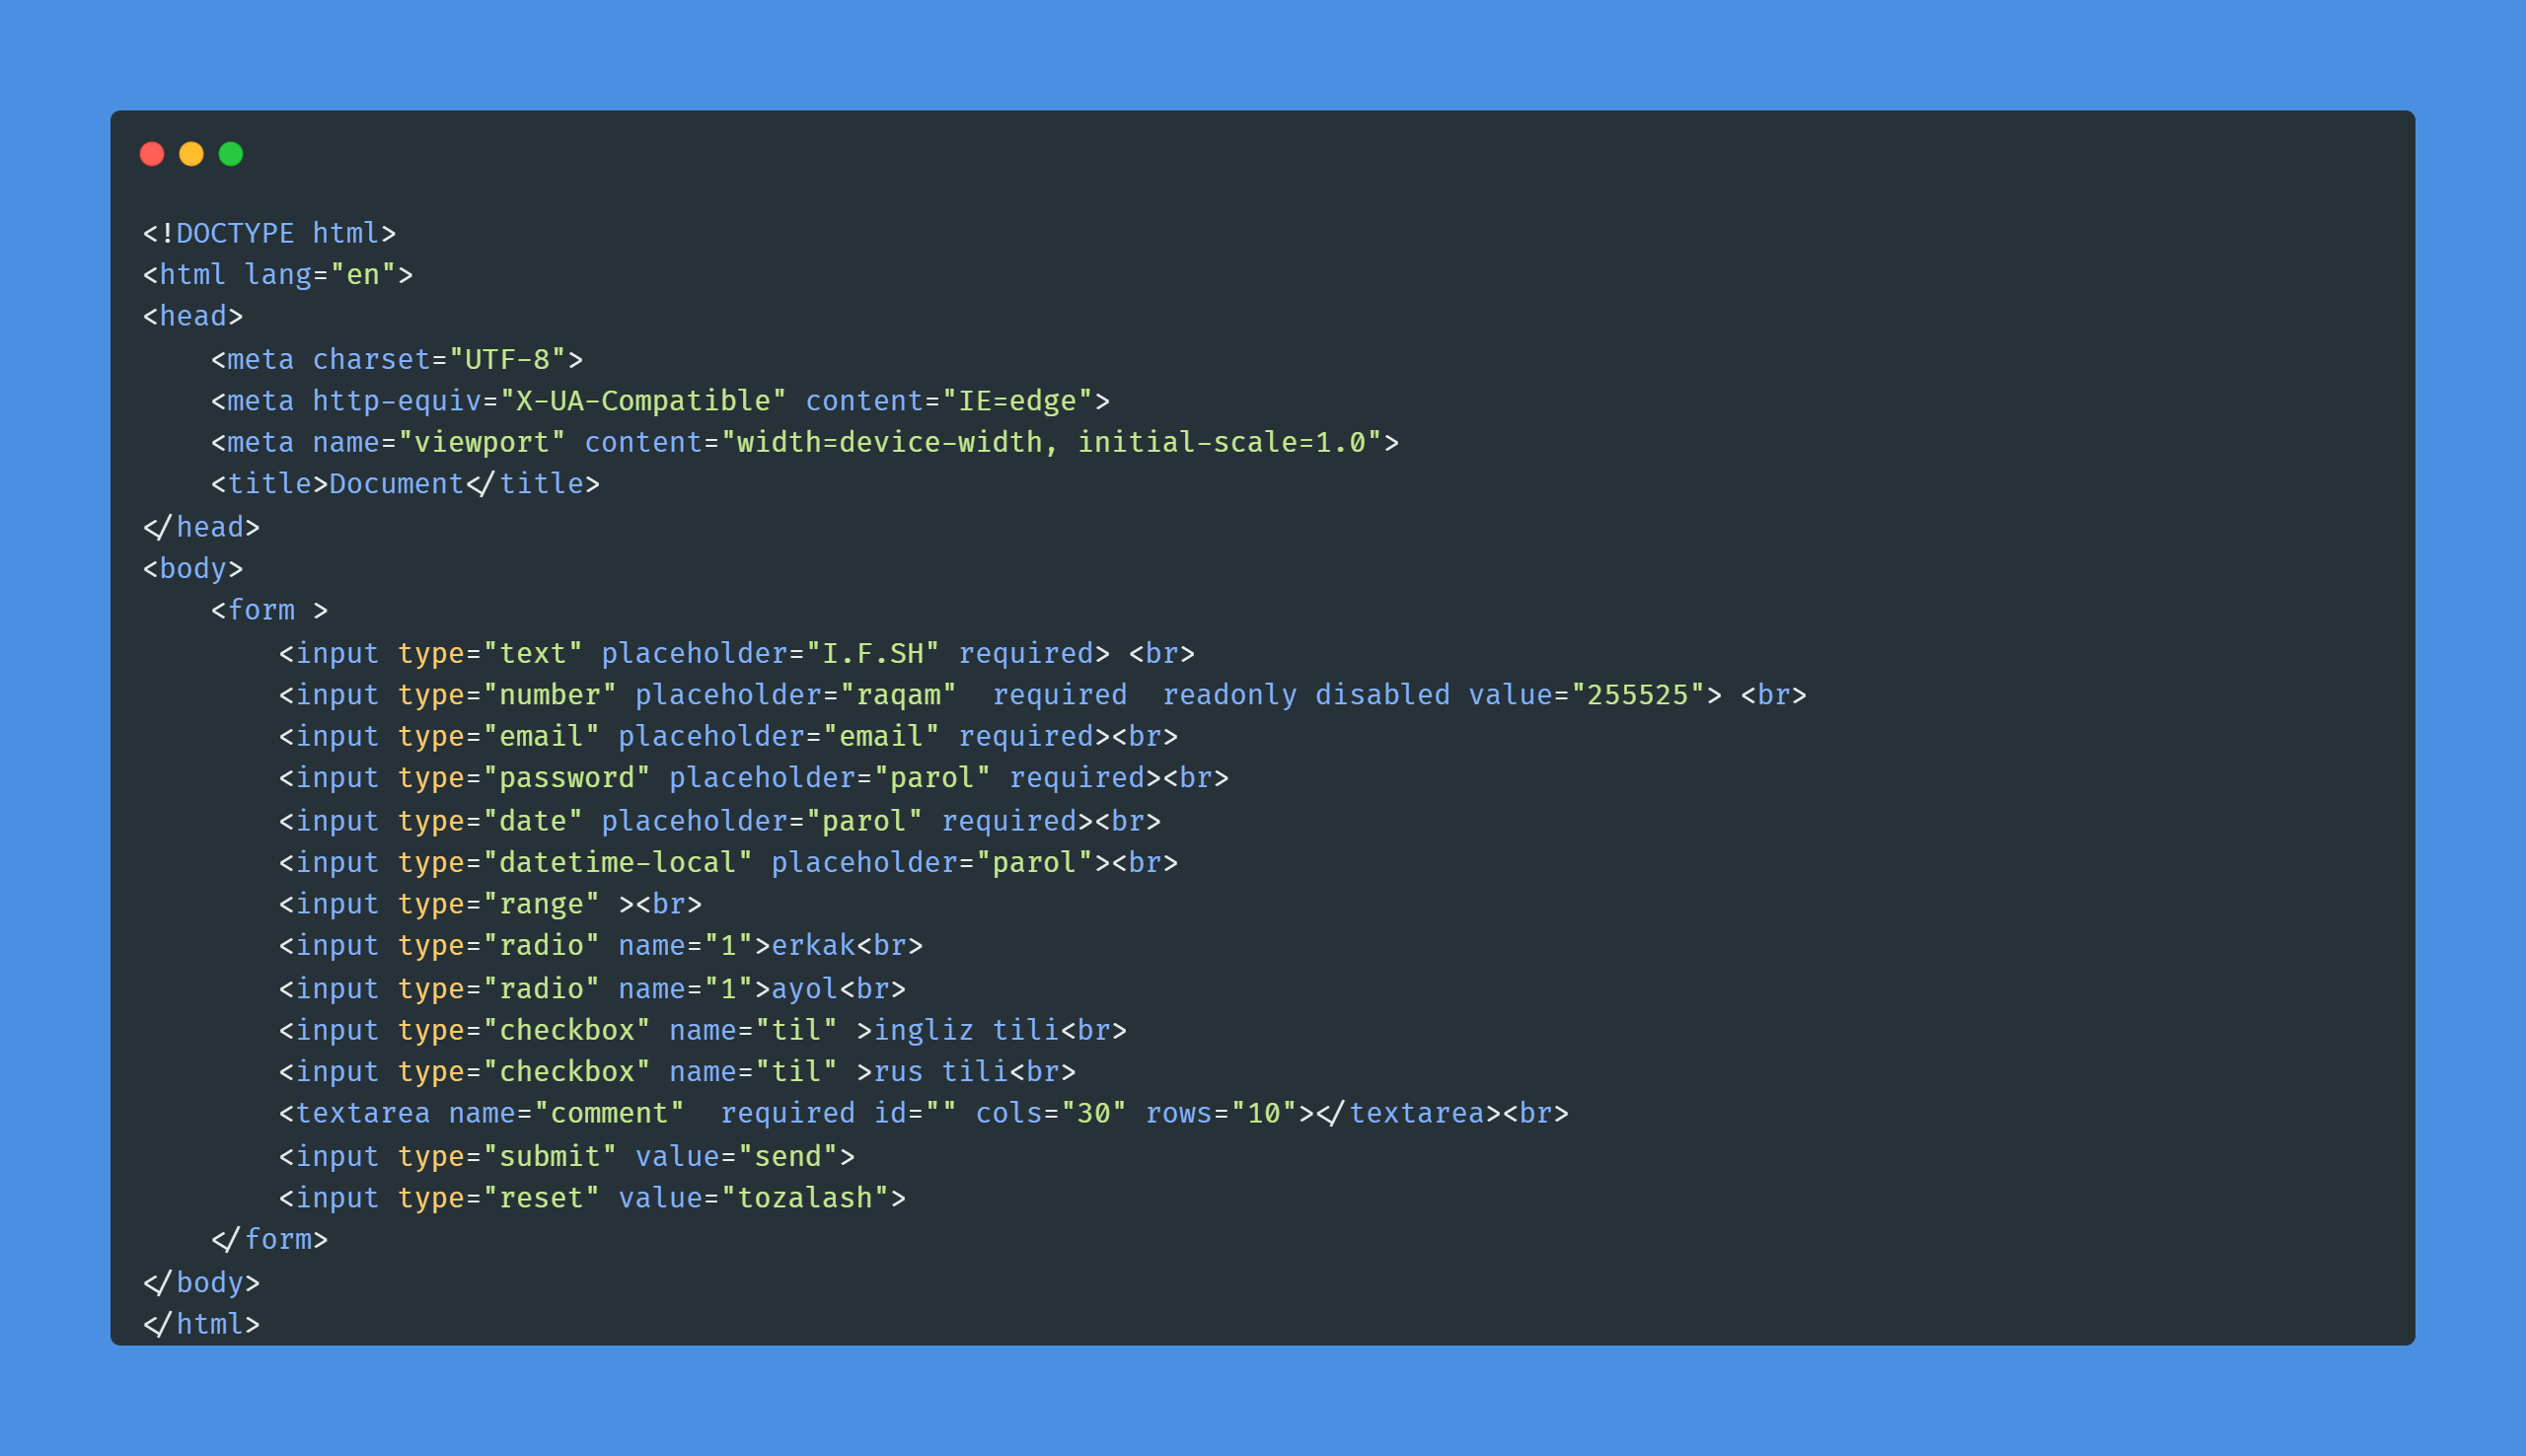 <!DOCTYPE html>
<html lang="en">
<head>
    <meta charset="UTF-8">
    <meta http-equiv="X-UA-Compatible" content="IE=edge">
    <meta name="viewport" content="width=device-width, initial-scale=1.0">
    <title>Document</title>
</head>
<body>
    <form >
        <input type="text" placeholder="I.F.SH" required> <br>
        <input type="number" placeholder="raqam"  required  readonly disabled value="255525"> <br>
        <input type="email" placeholder="email" required><br>
        <input type="password" placeholder="parol" required><br>
        <input type="date" placeholder="parol" required><br>
        <input type="datetime-local" placeholder="parol"><br>
        <input type="range" ><br>
        <input type="radio" name="1">erkak<br>
        <input type="radio" name="1">ayol<br>
        <input type="checkbox" name="til" >ingliz tili<br>
        <input type="checkbox" name="til" >rus tili<br>
        <textarea name="comment"  required id="" cols="30" rows="10"></textarea><br>
        <input type="submit" value="send">
        <input type="reset" value="tozalash">
    </form>
</body>
</html>